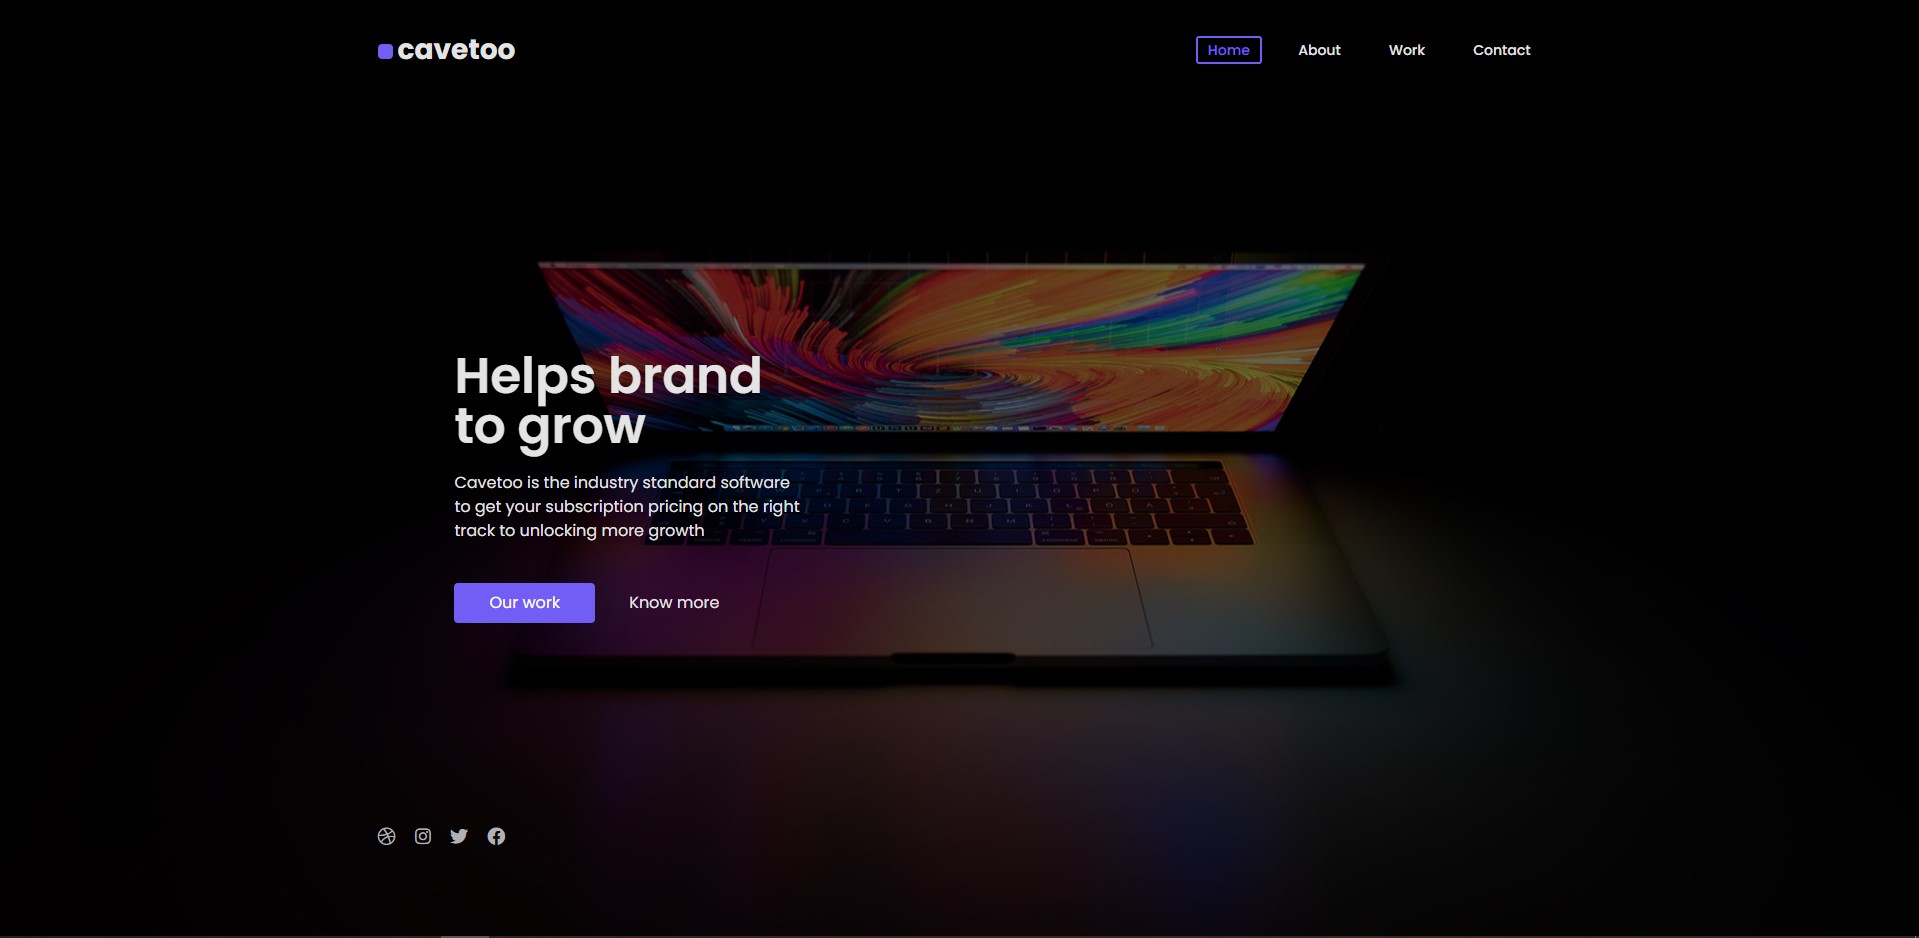 cavetoo
Home About Work Contact
Helps brand
to grow
Cavetoo is the industry standard software
to get your subscription pricing on the right
track to unlocking more growth
Our work Know more